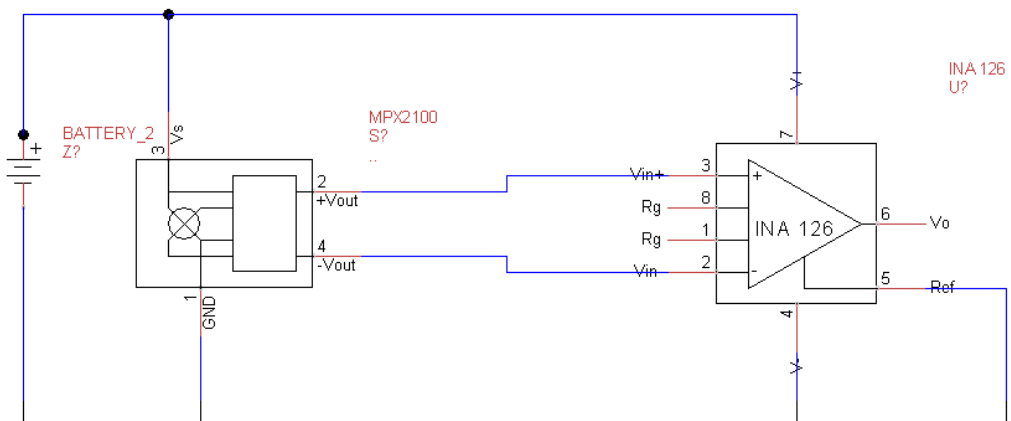 INA 126
U?
MPX2100
S?
..
BATTERY_2
Z?
+
Vs
3
V+
7
2
+Vout
4
-Vout
1
GND
Vin+
3
Rg
8
Rg
1
Vin
2
+
-
INA 126
6
Vo
5
Ref
4
V-